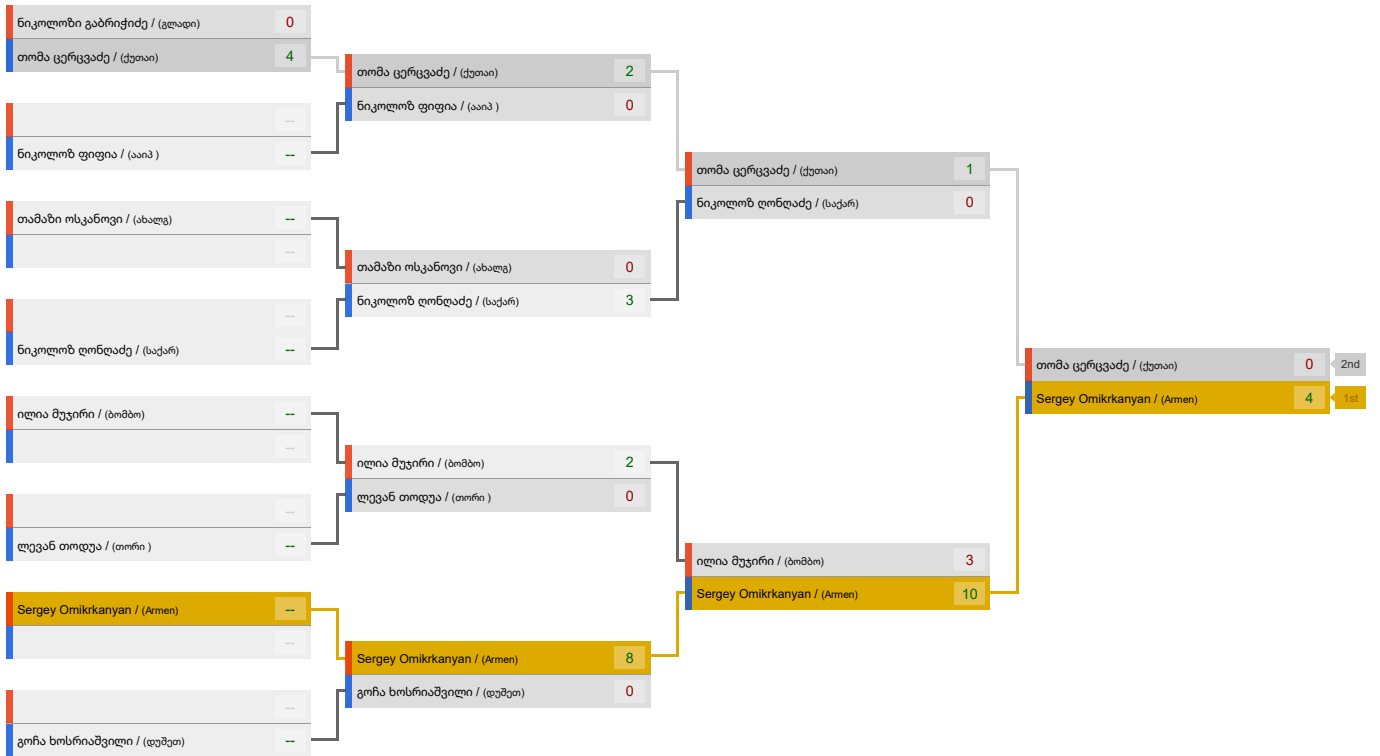 ნიკოლოზი გაბრიჭიძე / (გლადი) 0
თომა ცერცვაძე / (ქუთაი) 4
--
ნიკოლოზ ფიფია / (ააიპ ) --
თამაზი ოსკანოვი / (ახალგ) --
--
--
ნიკოლოზ ღონღაძე / (საქარ) --
ილია მუჯირი / (ბომბო) --
--
--
ლევან თოდუა / (თორი ) --
Sergey Omikrkanyan / (Armen) --
--
--
გოჩა ხოსრიაშვილი / (დუშეთ) --
თომა ცერცვაძე / (ქუთაი) 2
ნიკოლოზ ფიფია / (ააიპ ) 0
თამაზი ოსკანოვი / (ახალგ) 0
ნიკოლოზ ღონღაძე / (საქარ) 3
ილია მუჯირი / (ბომბო) 2
ლევან თოდუა / (თორი ) 0
Sergey Omikrkanyan / (Armen) 8
გოჩა ხოსრიაშვილი / (დუშეთ) 0
თომა ცერცვაძე / (ქუთაი) 1
ნიკოლოზ ღონღაძე / (საქარ) 0
ილია მუჯირი / (ბომბო) 3
Sergey Omikrkanyan / (Armen) 10
თომა ცერცვაძე / (ქუთაი) 0 2nd
Sergey Omikrkanyan / (Armen) 4 1st